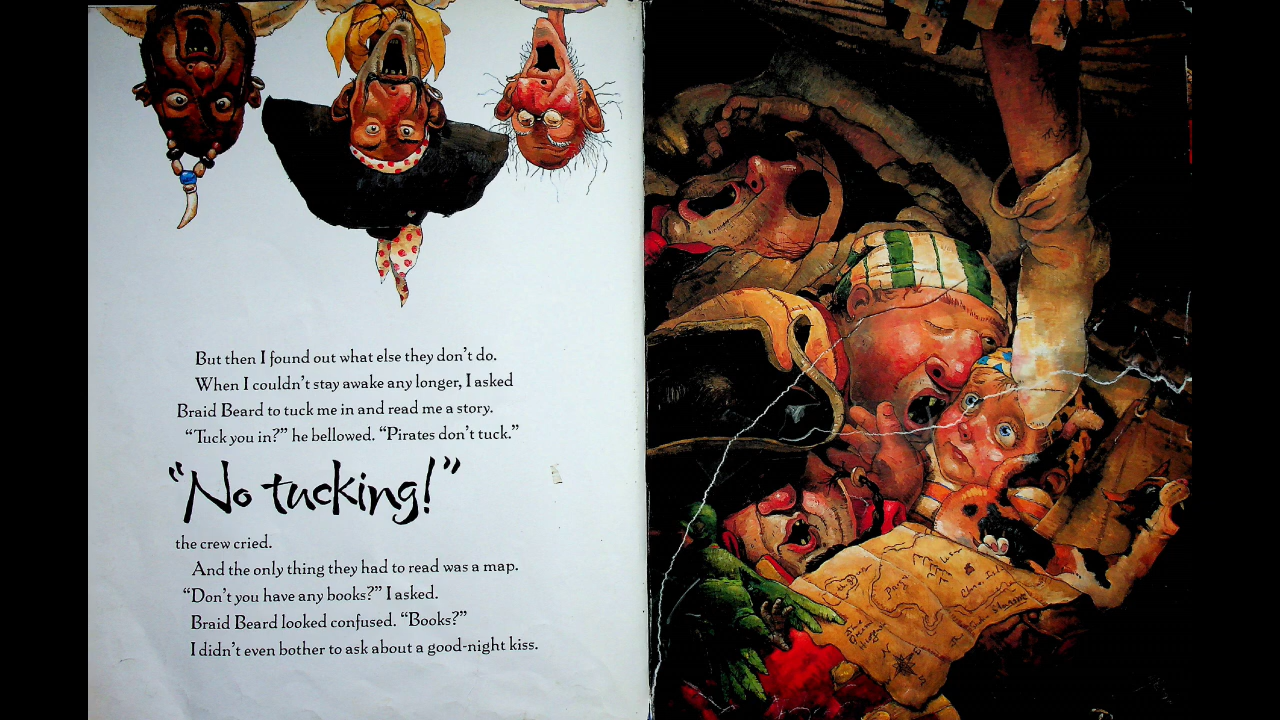 But then I found out what else they don't do.
When I couldn't stay awake any longer, I asked
Braid Beard to tuck me in and read me a story.
"Tuck you in?" he bellowed. "Pirates don't tuck."
"No tucking!"
the crew cried.
And the only thing they had to read was a map.
"Don't you have any books?" I asked.
Braid Beard looked confused. "Books?"
I didn't even bother to ask about a good-night kiss.